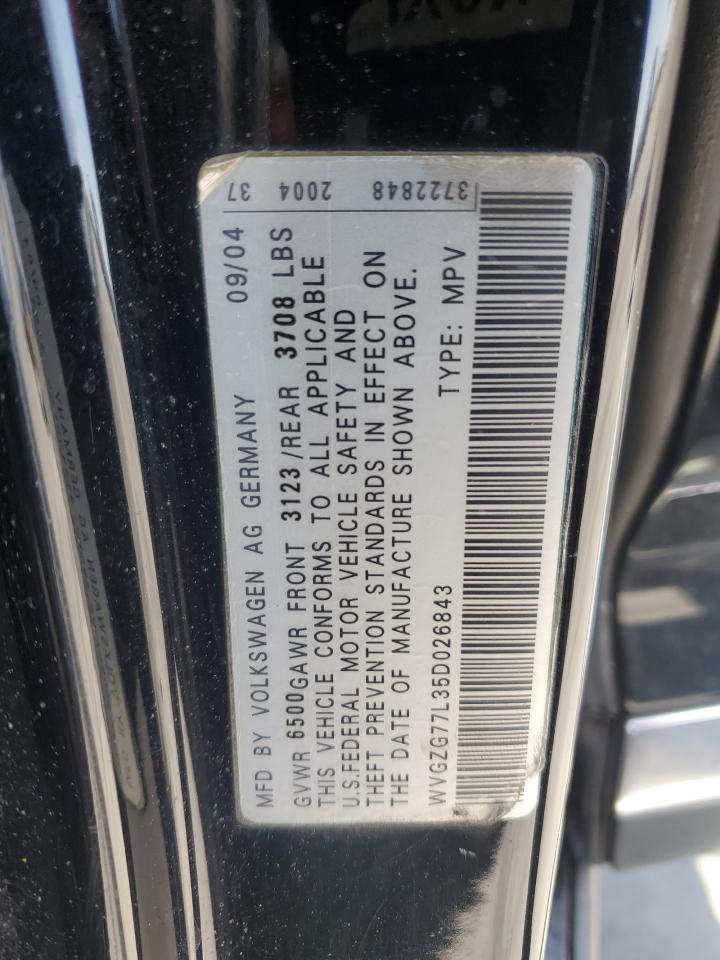 37 2004 3722848
MFD BY VOLKSWAGEN AG GERMANY 09/04
GVWR 6500 GAWR FRONT 3123 /REAR 3708 LBS
THIS VEHICLE CONFORMS TO ALL APPLICABLE
U.S.FEDERAL MOTOR VEHICLE SAFETY AND
THEFT PREVENTION STANDARDS IN EFFECT ON
THE DATE OF MANUFACTURE SHOWN ABOVE.
WVGZG77L35D026843 TYPE: MPV